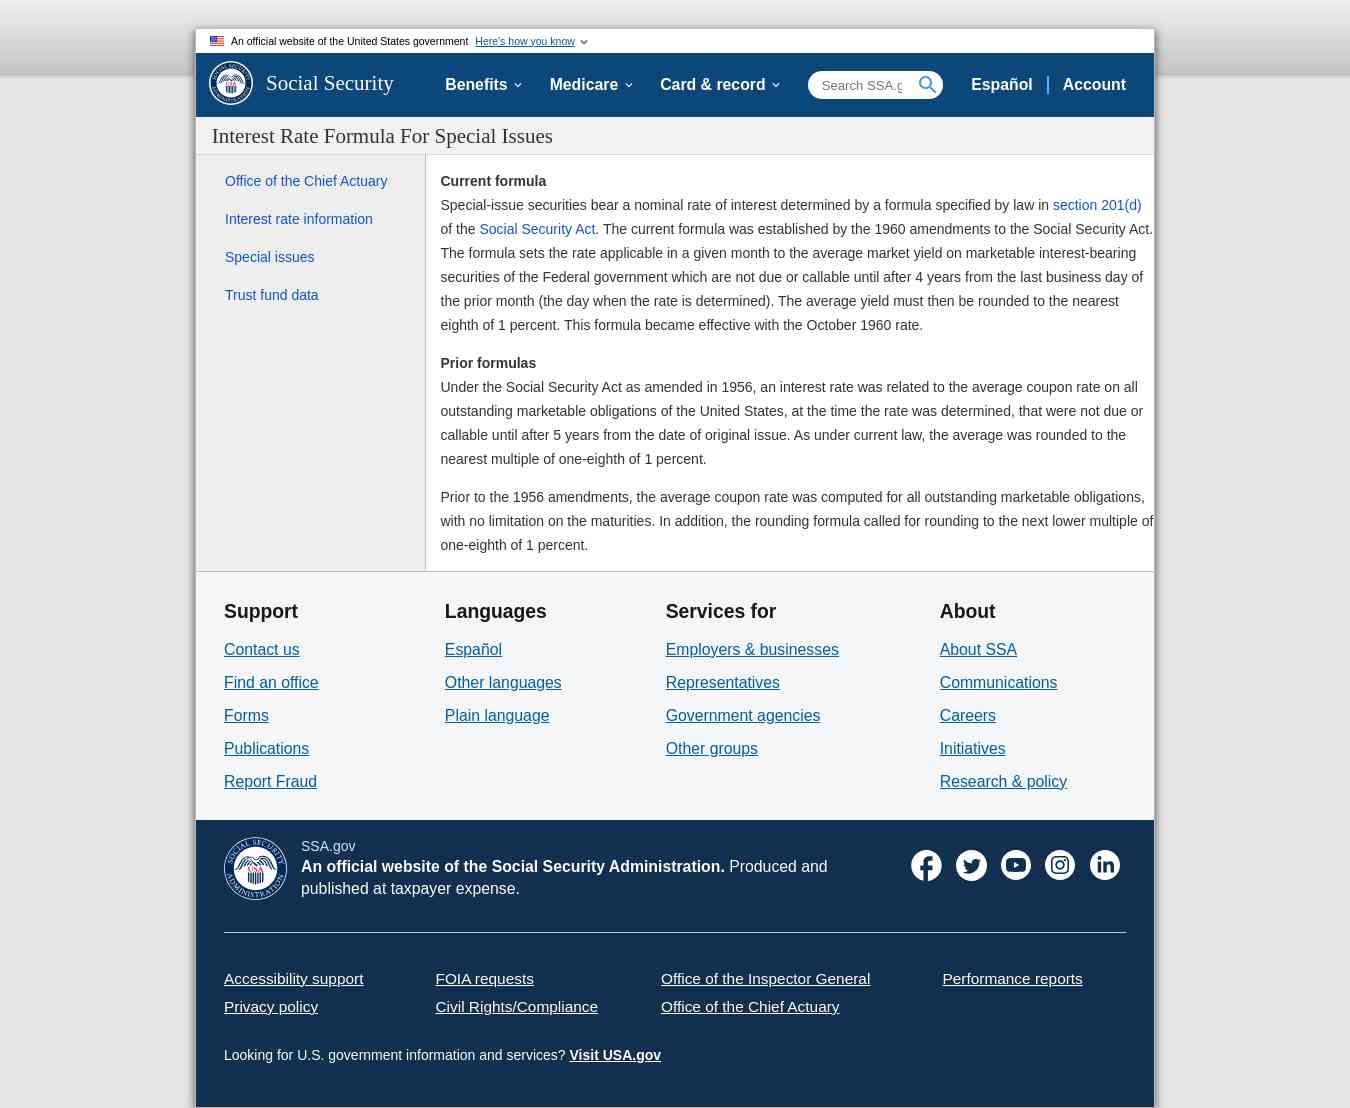 An official website of the United States government Here's how you know
Social Security
Benefits
Medicare
Card & record
Search SSA.g
Español
Account
Interest Rate Formula For Special Issues
Office of the Chief Actuary
Interest rate information
Special issues
Trust fund data
Current formula
Special-issue securities bear a nominal rate of interest determined by a formula specified by law in section 201(d)
of the Social Security Act. The current formula was established by the 1960 amendments to the Social Security Act.
The formula sets the rate applicable in a given month to the average market yield on marketable interest-bearing
securities of the Federal government which are not due or callable until after 4 years from the last business day of
the prior month (the day when the rate is determined). The average yield must then be rounded to the nearest
eighth of 1 percent. This formula became effective with the October 1960 rate.
Prior formulas
Under the Social Security Act as amended in 1956, an interest rate was related to the average coupon rate on all
outstanding marketable obligations of the United States, at the time the rate was determined, that were not due or
callable until after 5 years from the date of original issue. As under current law, the average was rounded to the
nearest multiple of one-eighth of 1 percent.
Prior to the 1956 amendments, the average coupon rate was computed for all outstanding marketable obligations,
with no limitation on the maturities. In addition, the rounding formula called for rounding to the next lower multiple of
one-eighth of 1 percent.
Support
Contact us
Find an office
Forms
Publications
Report Fraud
Languages
Español
Other languages
Plain language
Services for
Employers & businesses
Representatives
Government agencies
Other groups
About
About SSA
Communications
Careers
Initiatives
Research & policy
SOCIAL SECURITY
USA
ADMINISTRATION
SSA.gov
An official website of the Social Security Administration. Produced and
published at taxpayer expense.
Accessibility support
FOIA requests
Office of the Inspector General
Performance reports
Privacy policy
Civil Rights/Compliance
Office of the Chief Actuary
Looking for U.S. government information and services? Visit USA.gov